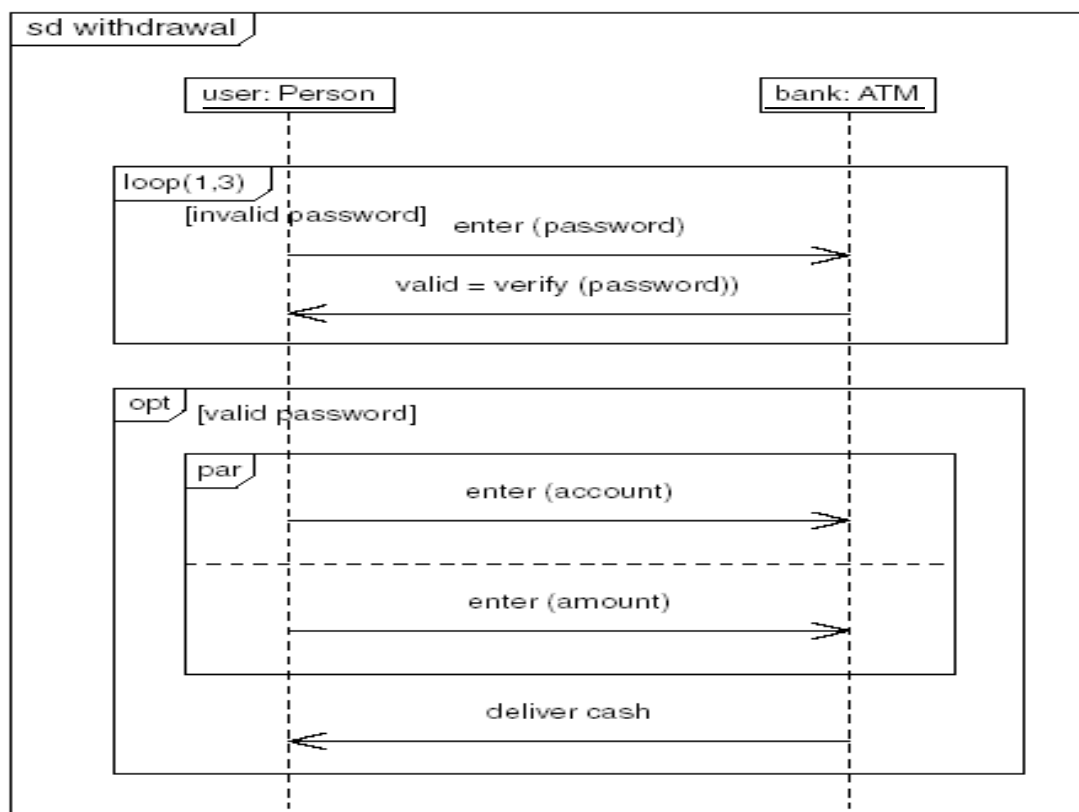 sd withdrawal
user: Person
bank: ATM
loop(1,3)
[invalid password]
enter (password)
valid = verify (password))
opt
[valid password]
par
enter (account)
enter (amount)
deliver cash